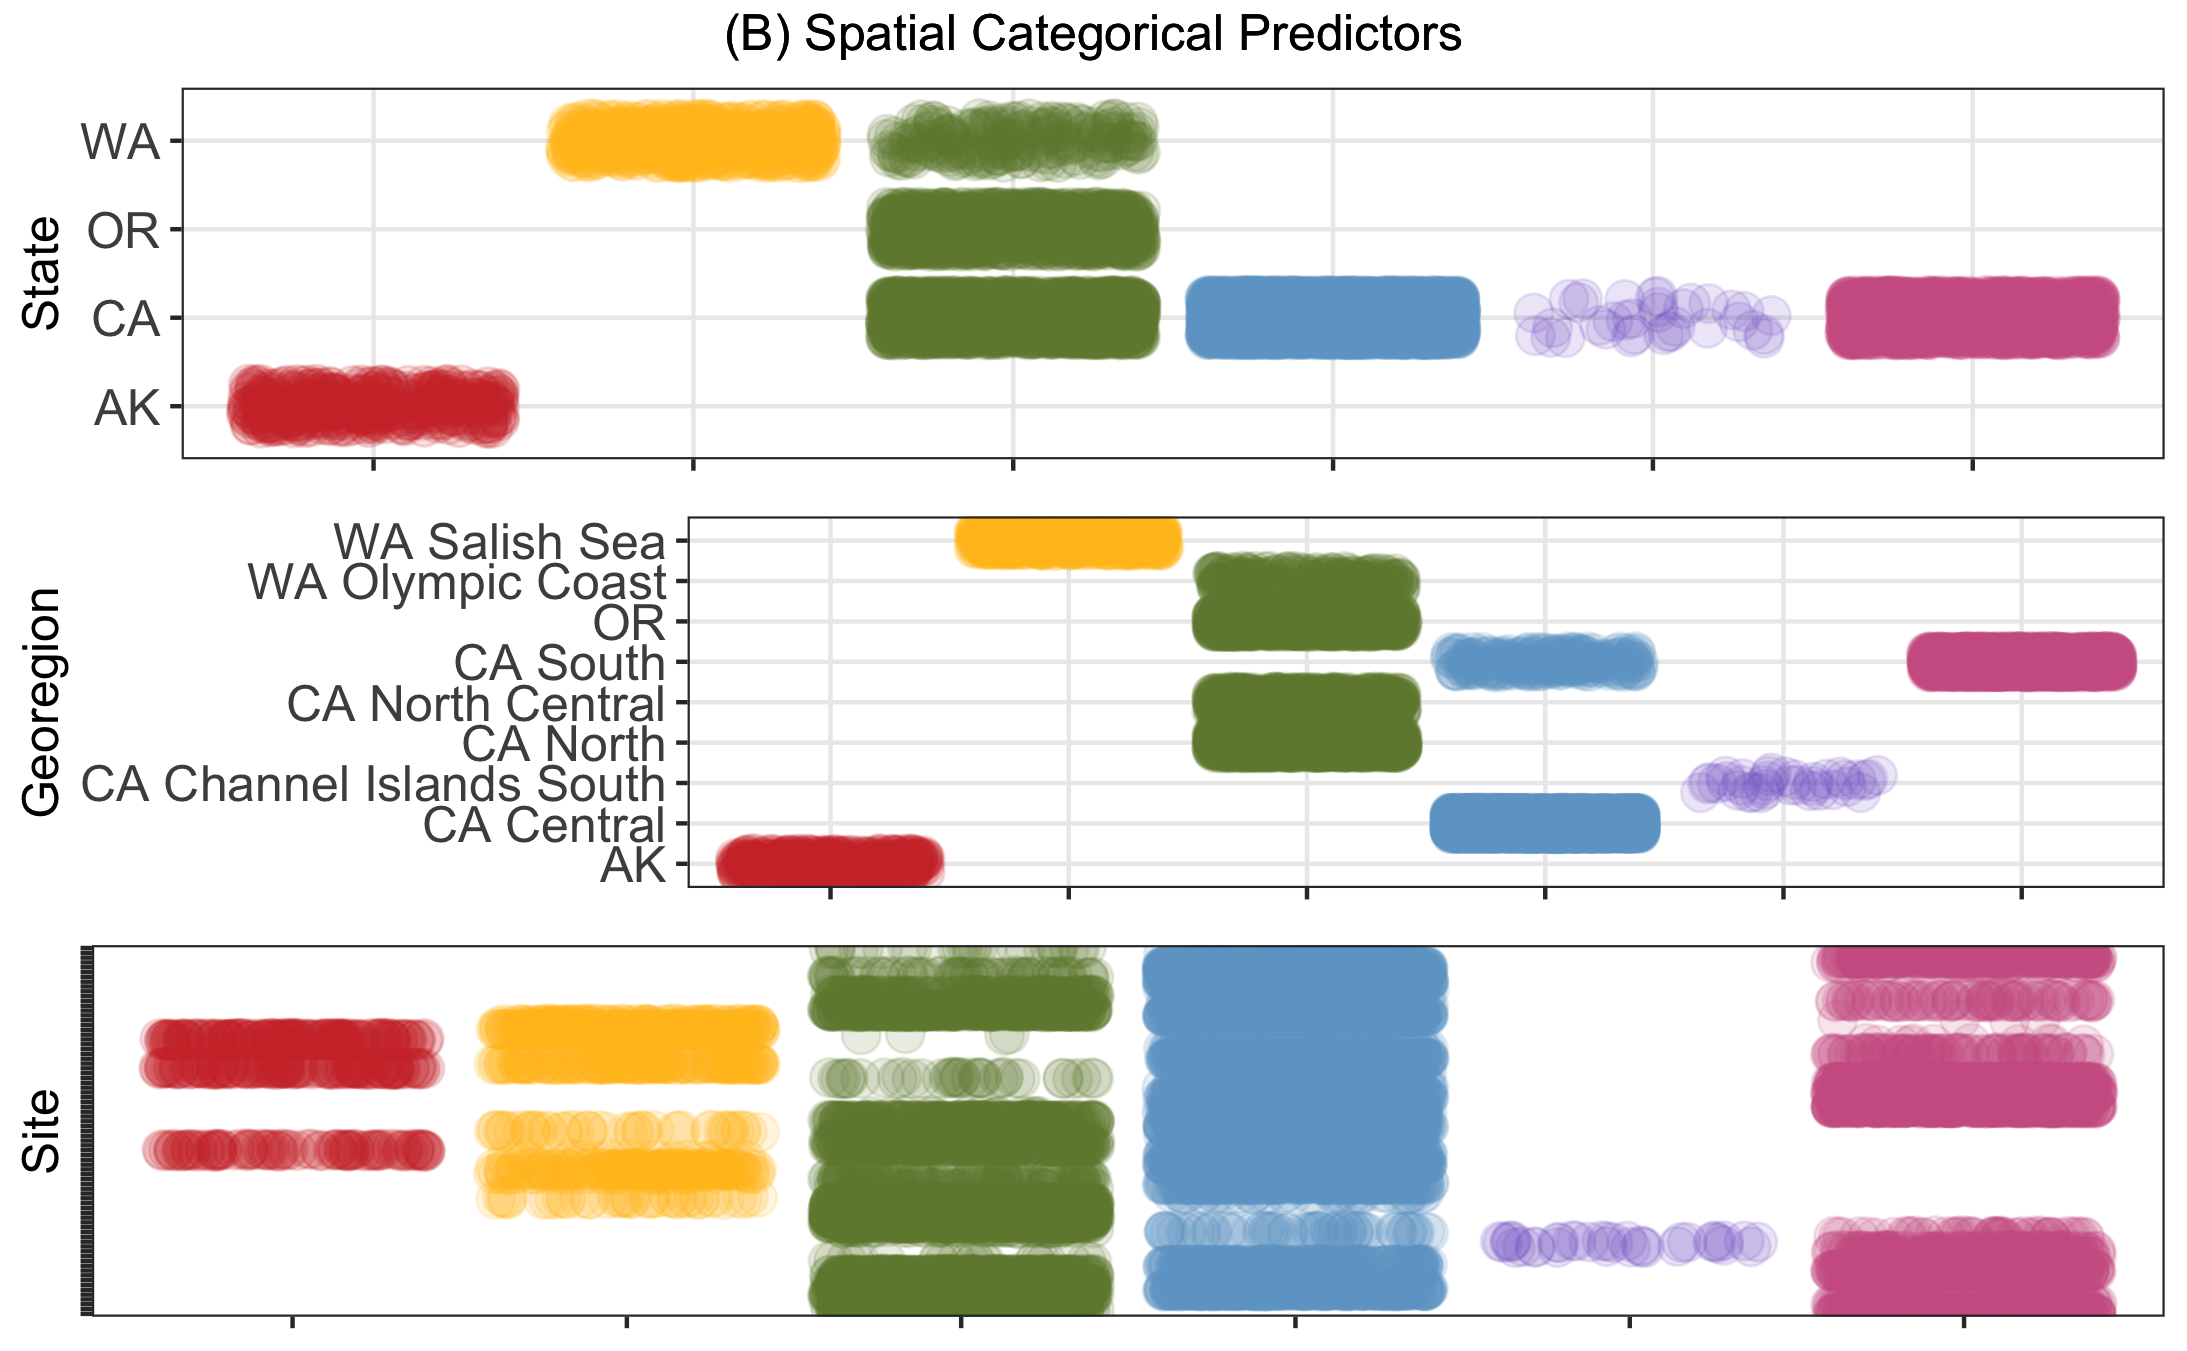 (B) Spatial Categorical Predictors
State
WA
OR
CA
AK
Georegion
WA Salish Sea
WA Olympic Coast
OR
CA South
CA North Central
CA North
CA Channel Islands South
CA Central
AK
Site